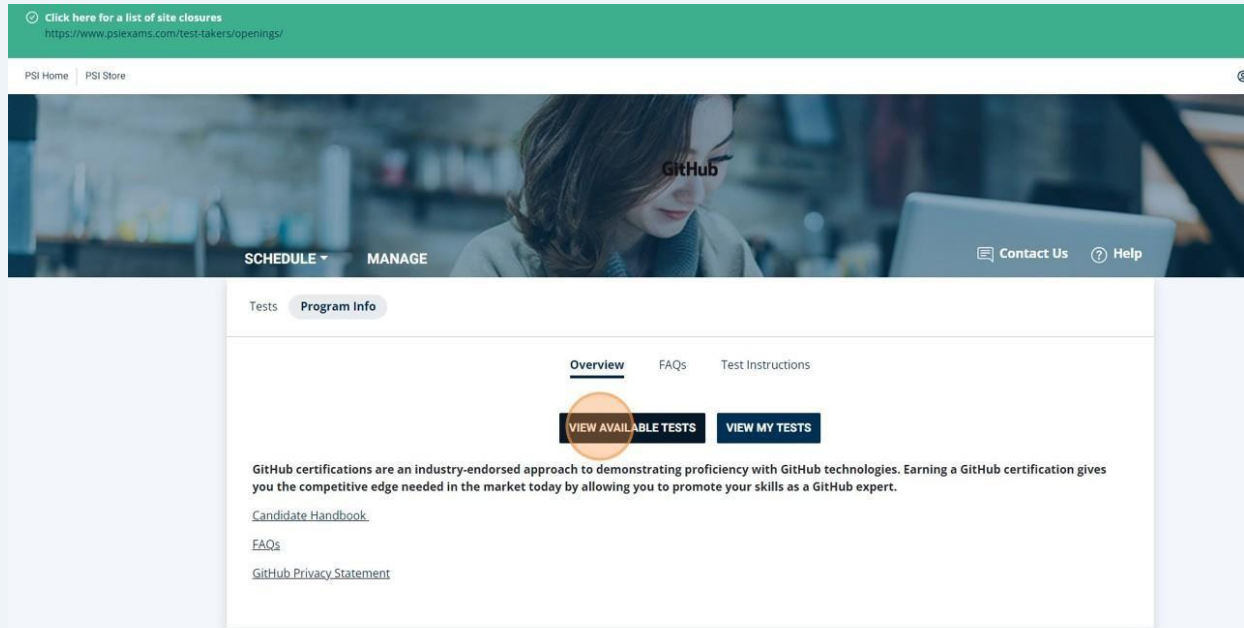 Click here for a list of site closures
https://www.psiexams.com/test-takers/openings/
PSI Home PSI Store
GitHub
SCHEDULE MANAGE Contact Us Help
Tests Program Info
Overview FAQs Test Instructions
VIEW AVAILABLE TESTS VIEW MY TESTS
GitHub certifications are an industry-endorsed approach to demonstrating proficiency with GitHub technologies. Earning a GitHub certification gives
you the competitive edge needed in the market today by allowing you to promote your skills as a GitHub expert.
Candidate Handbook
FAQs
GitHub Privacy Statement